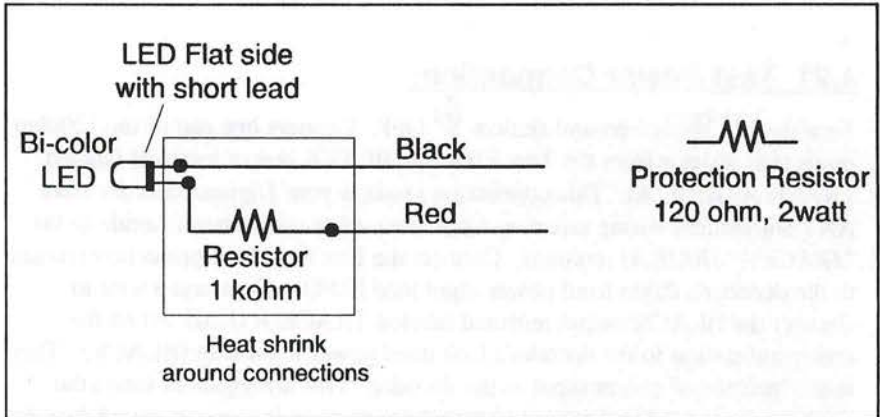 LED Flat side
with short lead
Bi-color
LED
Black
Red
Resistor
1 kohm
Heat shrink
around connections
Protection Resistor
120 ohm, 2watt